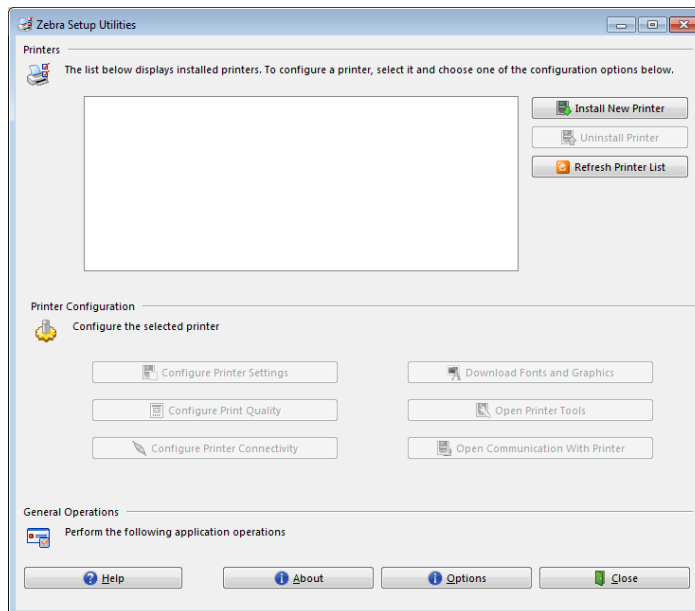 Zebra Setup Utilities
Printers
The list below displays installed printers. To configure a printer, select it and choose one of the configuration options below.
Install New Printer
Uninstall Printer
Refresh Printer List
Printer Configuration
Configure the selected printer
Configure Printer Settings
Download Fonts and Graphics
Configure Print Quality
Open Printer Tools
Configure Printer Connectivity
Open Communication With Printer
General Operations
Perform the following application operations
Help
About
Options
Close